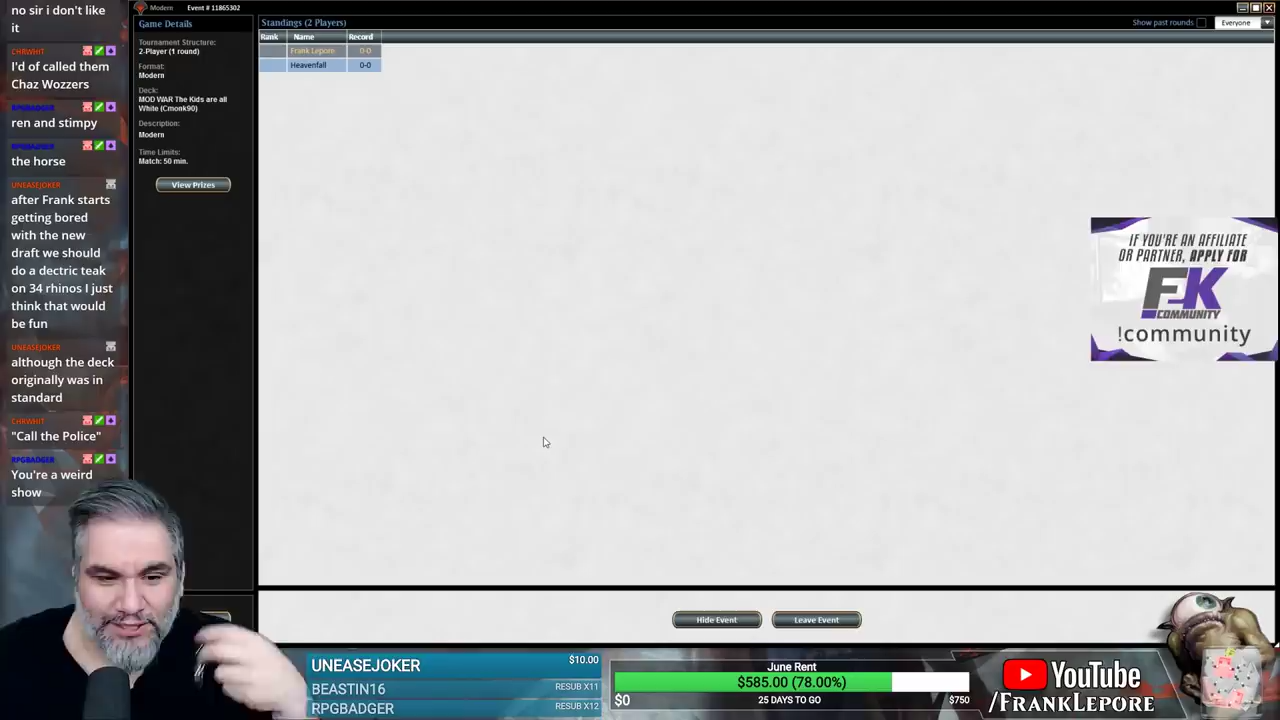 no sir i don't like
it
CHRWHIT
I'd of called them
Chaz Wozzers
RPGBADGER
ren and stimpy
RPGBADGER
the horse
UNEASEJOKER
after Frank starts
getting bored
with the new
draft we should
do a dectric teak
on 34 rhinos I just
think that would
be fun
UNEASEJOKER
although the deck
originally was in
standard
CHRWHIT
"Call the Police"
RPGBADGER
You're a weird
show
Modern Event # 11865302
Game Details
Tournament Structure:
2-Player (1 round)
Format:
Modern
Deck:
MOD WAR The Kids are all
White (Cmonk90)
Description:
Modern
Time Limits:
Match: 50 min.
View Prizes
Standings (2 Players)
Show past rounds
Everyone
Rank Name Record
Frank Lepore 0-0
Heavenfall 0-0
IF YOU'RE AN AFFILIATE
OR PARTNER, APPLY FOR
COMMUNITY
!community
Hide Event
Leave Event
UNEASEJOKER $10.00
BEASTIN16 RESUB X11
RPGBADGER RESUB X12
June Rent
$585.00 (78.00%)
$0 25 DAYS TO GO $750
YouTube
/FRANKLEPORE